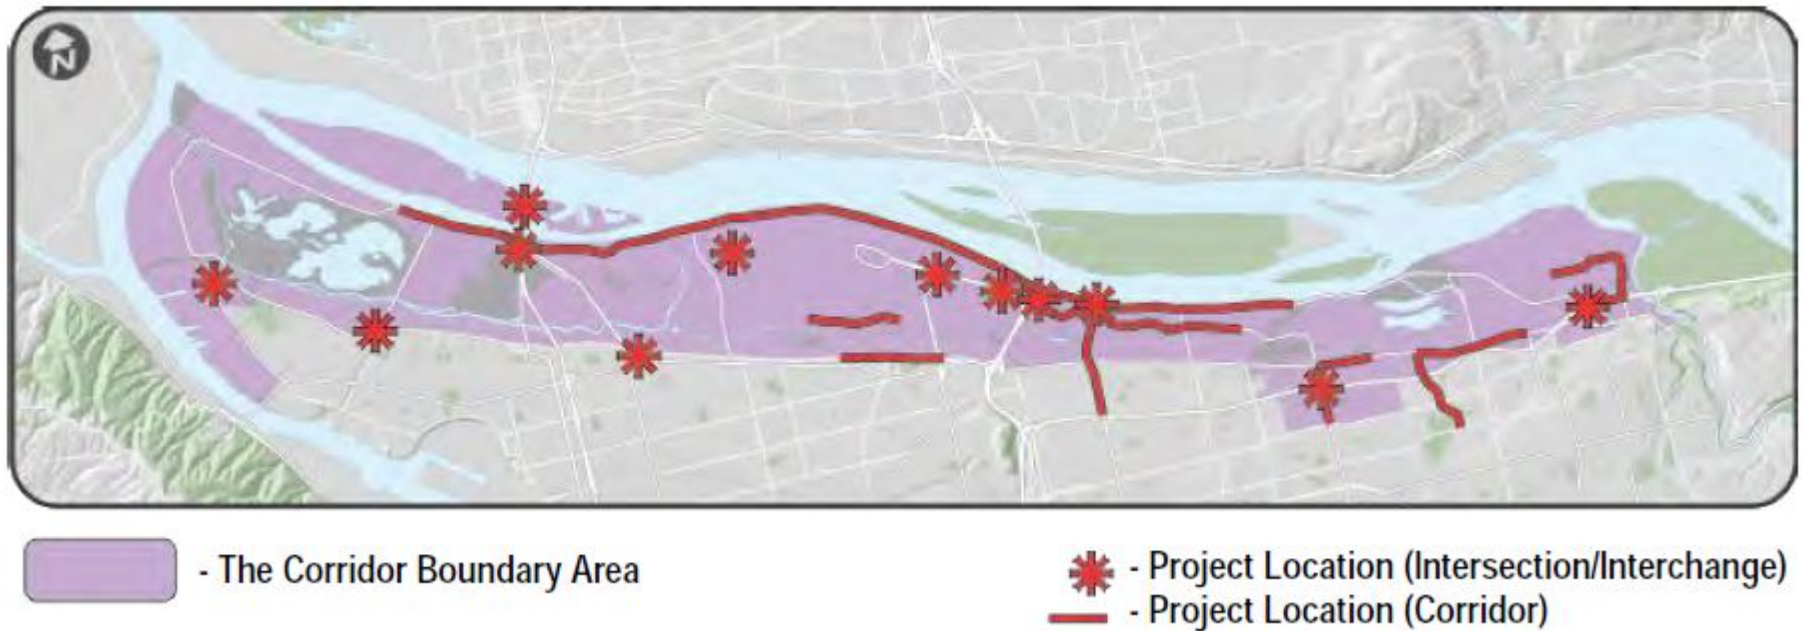 N
- The Corridor Boundary Area
- Project Location (Intersection/Interchange)
- Project Location (Corridor)